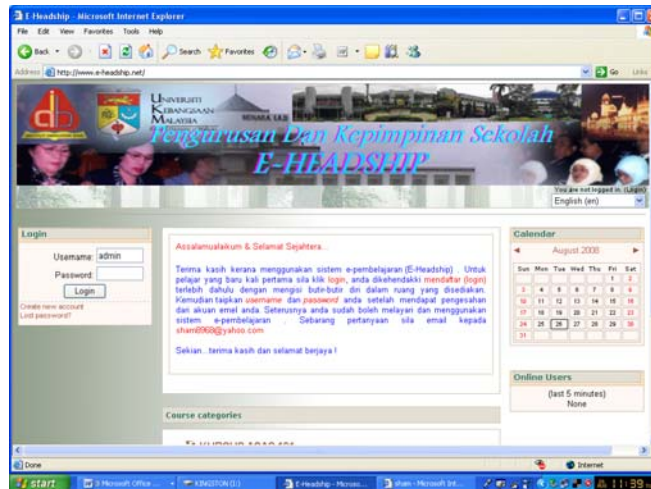 E-Headship - Microsoft Internet Explorer
File Edit View Favorites Tools Help
Back Search Favorites
Address http://www.e-headship.net/ Go Links
UNIVERSITI
KEBANGSAAN
MALAYSIA
Pengurusan Dan Kepimpinan Sekolah
E-HEADSHIP
You are not logged in. (Login)
English (en)
Login
Username: admin
Password:
Login
Create new account
Lost password?
Assalamualaikum & Selamat Sejahtera...
Terima kasih kerana menggunakan sistem e-pembelajaran (E-Headship) . Untuk
pelajar yang baru kali pertama sila klik login, anda dikehendakki mendaftar (login)
terlebih dahulu dengan mengisi butir-butir diri dalam ruang yang disediakan.
Kemudian taipkan username dan password anda setelah mendapat pengesahan
dari akuan emel anda. Seterusnya anda sudah boleh melayari dan menggunakan
sistem e-pembelajaran . Sebarang pertanyaan sila email kepada
sham8968@yahoo.com
Sekian...terima kasih dan selamat berjaya !
Course categories
Calendar
August 2008
Sun Mon Tue Wed Thu Fri Sat
1 2
3 4 5 6 7 8 9
10 11 12 13 14 15 16
17 18 19 20 21 22 23
24 25 26 27 28 29 30
31
Online Users
(last 5 minutes)
None
Done Internet
start 3 Microsoft Office ... KINGSTON (I:) E-Headship - Microso... sham - Microsoft Int... 11:39